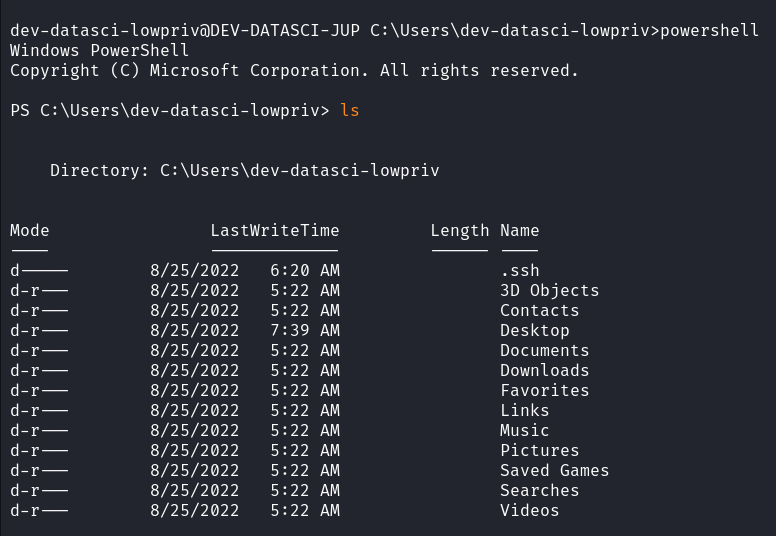 dev-datasci-lowpriv@DEV-DATASCI-JUP C:\Users\dev-datasci-lowpriv>powershell
Windows PowerShell
Copyright (C) Microsoft Corporation. All rights reserved.
PS C:\Users\dev-datasci-lowpriv> ls
Directory: C:\Users\dev-datasci-lowpriv
Mode                LastWriteTime         Length Name
----                -------------         ------ ----
d-----        8/25/2022   6:20 AM                .ssh
d-r---        8/25/2022   5:22 AM                3D Objects
d-r---        8/25/2022   5:22 AM                Contacts
d-r---        8/25/2022   7:39 AM                Desktop
d-r---        8/25/2022   5:22 AM                Documents
d-r---        8/25/2022   5:22 AM                Downloads
d-r---        8/25/2022   5:22 AM                Favorites
d-r---        8/25/2022   5:22 AM                Links
d-r---        8/25/2022   5:22 AM                Music
d-r---        8/25/2022   5:22 AM                Pictures
d-r---        8/25/2022   5:22 AM                Saved Games
d-r---        8/25/2022   5:22 AM                Searches
d-r---        8/25/2022   5:22 AM                Videos